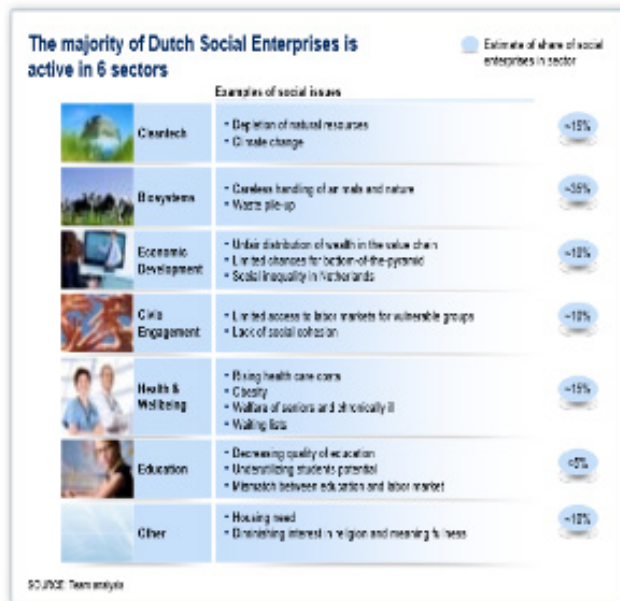 The majority of Dutch Social Enterprises is
active in 6 sectors
Estimate of share of social
enterprises in sector
Examples of social issues
Cleantech
• Depletion of natural resources
• Climate change
~15%
Biosystems
• Careless handling of animals and nature
• Waste pile-up
~35%
Economic
Development
• Unfair distribution of wealth in the value chain
• Limited chances for bottom-of-the-pyramid
• Social inequality in Netherlands
~10%
Civic
Engagement
• Limited access to labor markets for vulnerable groups
• Lack of social cohesion
~10%
Health &
Wellbeing
• Rising health care costs
• Obesity
• Welfare of seniors and chronically ill
• Waiting lists
~15%
Education
• Decreasing quality of education
• Underutilizing students potential
• Mismatch between education and labor market
Other
• Housing need
• Diminishing interest in religion and meaning fulness
~10%
SOURCE: Team analysis